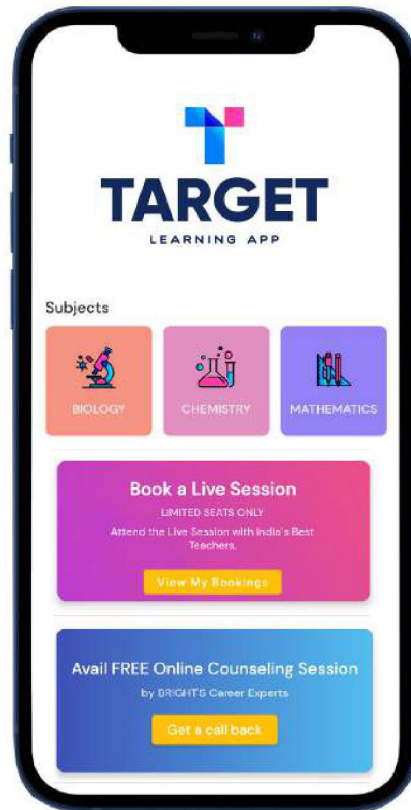 TARGET
LEARNING APP
Subjects
BIOLOGY
CHEMISTRY
MATHEMATICS
Book a Live Session
LIMITED SEATS ONLY
Attend the Live Session with India's Best
Teachers.
View My Bookings
Avail FREE Online Counseling Session
by BRIGHTS Career Experts
Get a call back